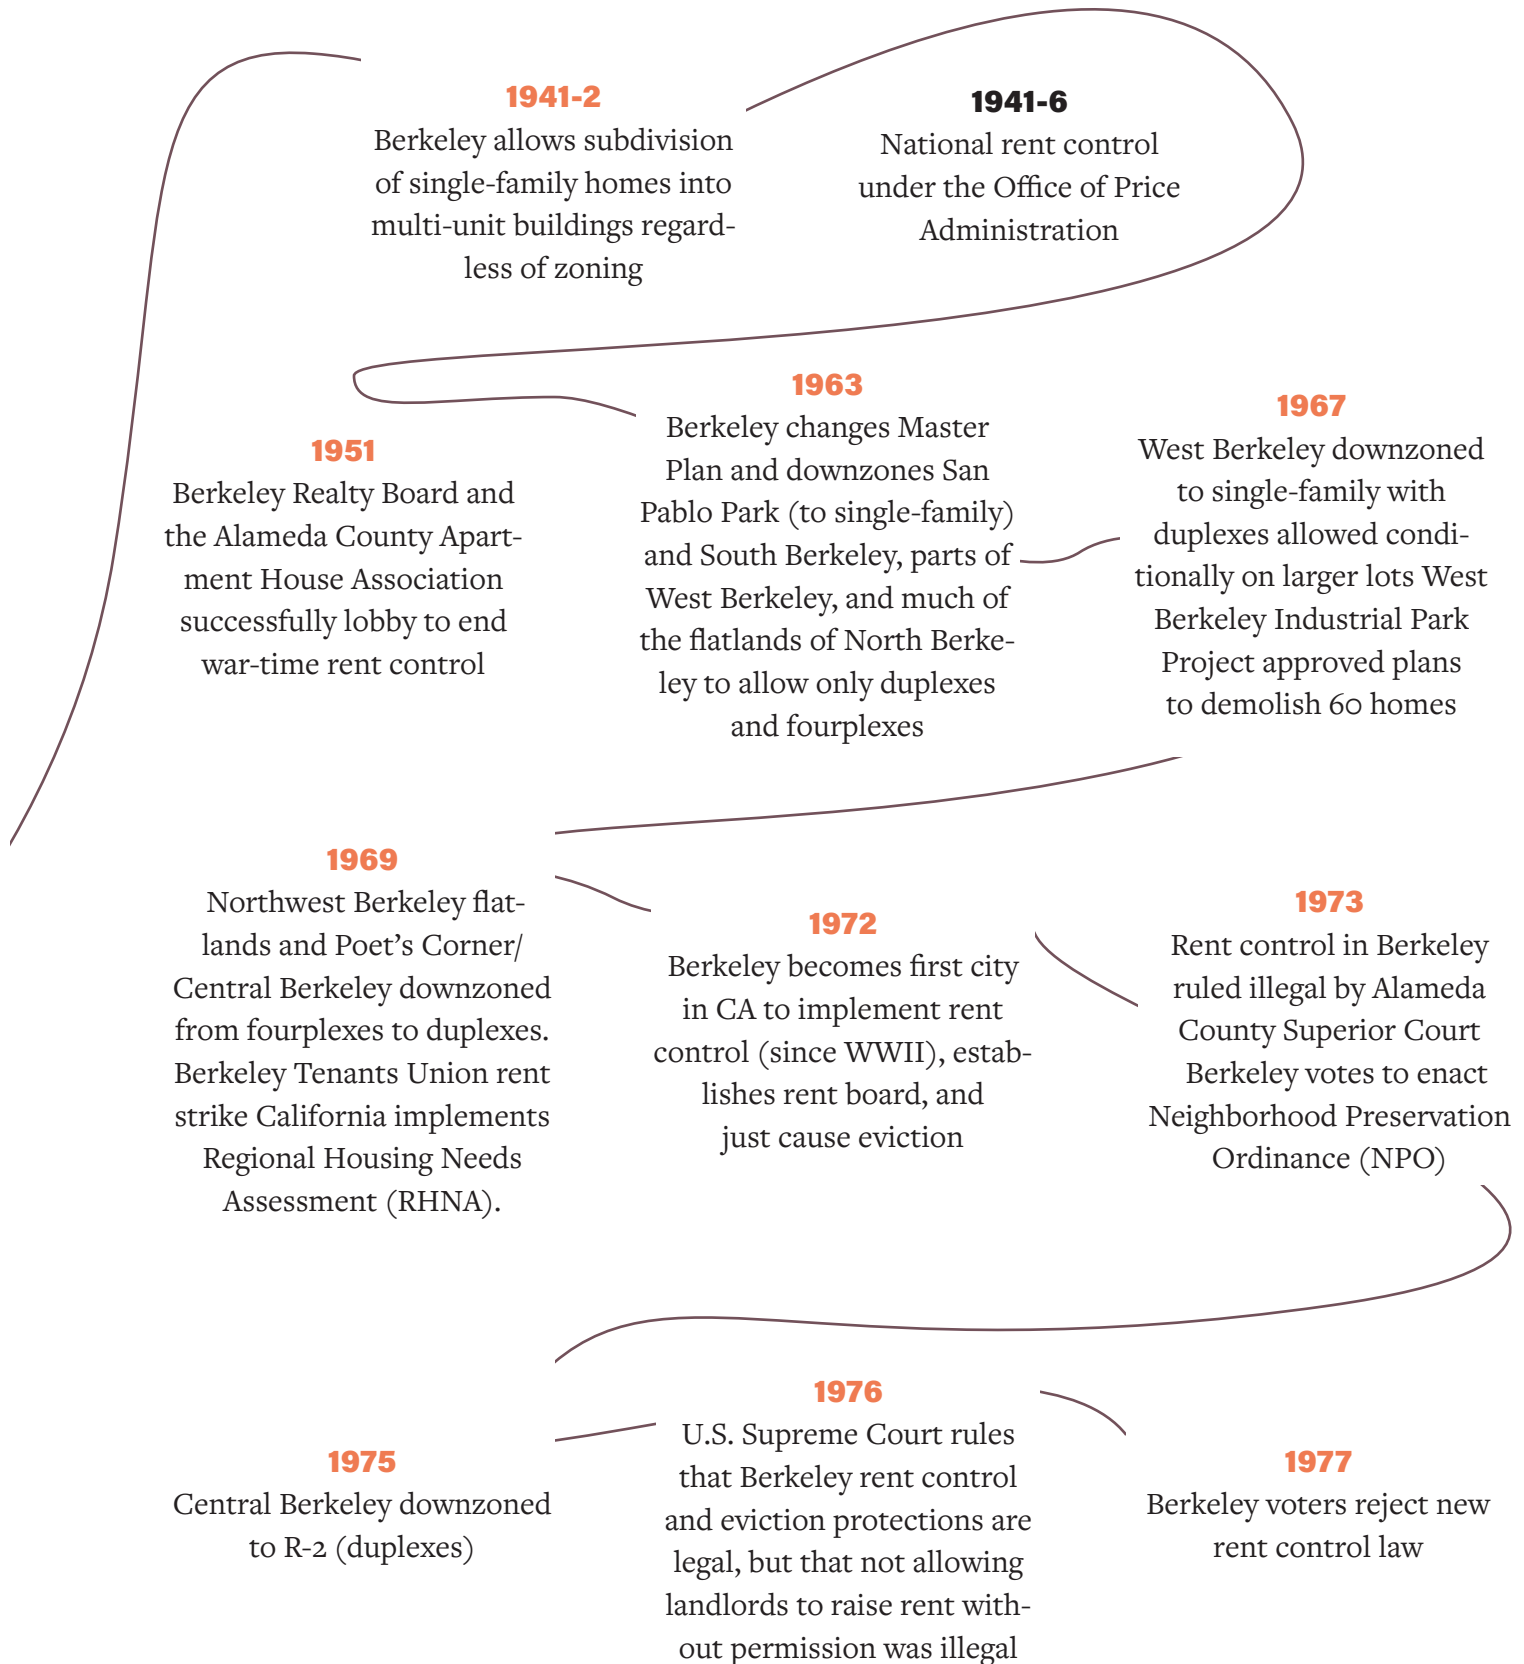 1941-2
Berkeley allows subdivision
of single-family homes into
multi-unit buildings regard-
less of zoning
1941-6
National rent control
under the Office of Price
Administration
1951
Berkeley Realty Board and
the Alameda County Apart-
ment House Association
successfully lobby to end
war-time rent control
1963
Berkeley changes Master
Plan and downzones San
Pablo Park (to single-family)
and South Berkeley, parts of
West Berkeley, and much of
the flatlands of North Berke-
ley to allow only duplexes
and fourplexes
1967
West Berkeley downzoned
to single-family with
duplexes allowed condi-
tionally on larger lots West
Berkeley Industrial Park
Project approved plans
to demolish 60 homes
1969
Northwest Berkeley flat-
lands and Poet's Corner/
Central Berkeley downzoned
from fourplexes to duplexes.
Berkeley Tenants Union rent
strike California implements
Regional Housing Needs
Assessment (RHNA).
1972
Berkeley becomes first city
in CA to implement rent
control (since WWII), estab-
lishes rent board, and
just cause eviction
1973
Rent control in Berkeley
ruled illegal by Alameda
County Superior Court
Berkeley votes to enact
Neighborhood Preservation
Ordinance (NPO)
1975
Central Berkeley downzoned
to R-2 (duplexes)
1976
U.S. Supreme Court rules
that Berkeley rent control
and eviction protections are
legal, but that not allowing
landlords to raise rent with-
out permission was illegal
1977
Berkeley voters reject new
rent control law